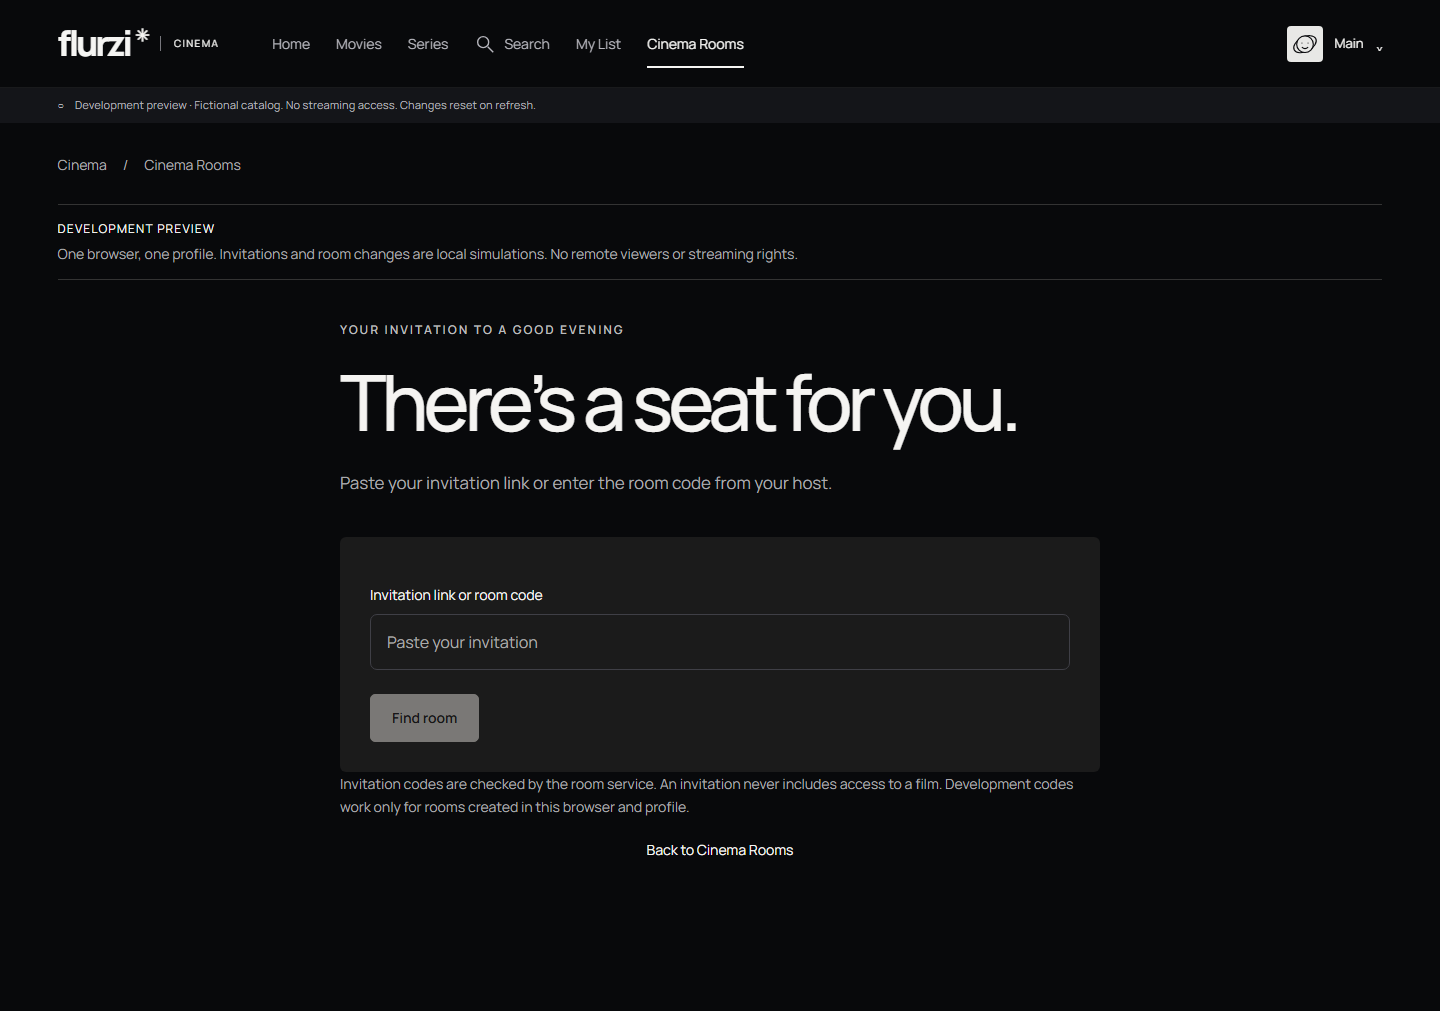 flurzi* CINEMA
Home Movies Series Search My List Cinema Rooms
Main
Development preview · Fictional catalog. No streaming access. Changes reset on refresh.
Cinema / Cinema Rooms
DEVELOPMENT PREVIEW
One browser, one profile. Invitations and room changes are local simulations. No remote viewers or streaming rights.
YOUR INVITATION TO A GOOD EVENING
There’s a seat for you.
Paste your invitation link or enter the room code from your host.
Invitation link or room code
Paste your invitation
Find room
Invitation codes are checked by the room service. An invitation never includes access to a film. Development codes
work only for rooms created in this browser and profile.
Back to Cinema Rooms